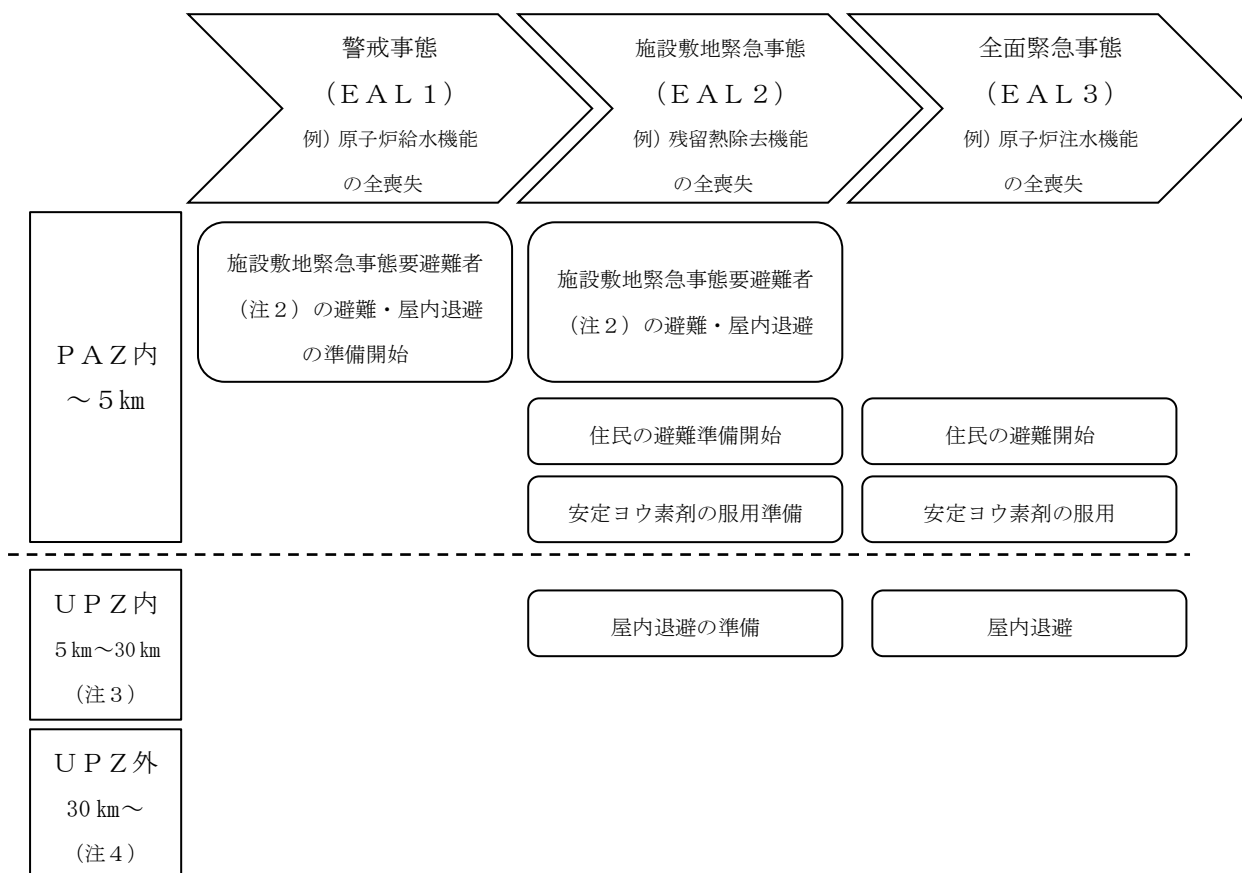 警戒事態
(ＥＡＬ１)
例）原子炉給水機能
の全喪失
施設敷地緊急事態
(ＥＡＬ２)
例）残留熱除去機能
の全喪失
全面緊急事態
(ＥＡＬ３)
例）原子炉注水機能
の全喪失
ＰＡＺ内
～５㎞
施設敷地緊急事態要避難者
（注２）の避難・屋内退避
の準備開始
施設敷地緊急事態要避難者
（注２）の避難・屋内退避
住民の避難準備開始
住民の避難開始
安定ヨウ素剤の服用準備
安定ヨウ素剤の服用
ＵＰＺ内
５㎞～30㎞
（注３）
屋内退避の準備
屋内退避
ＵＰＺ外
30㎞～
（注４）